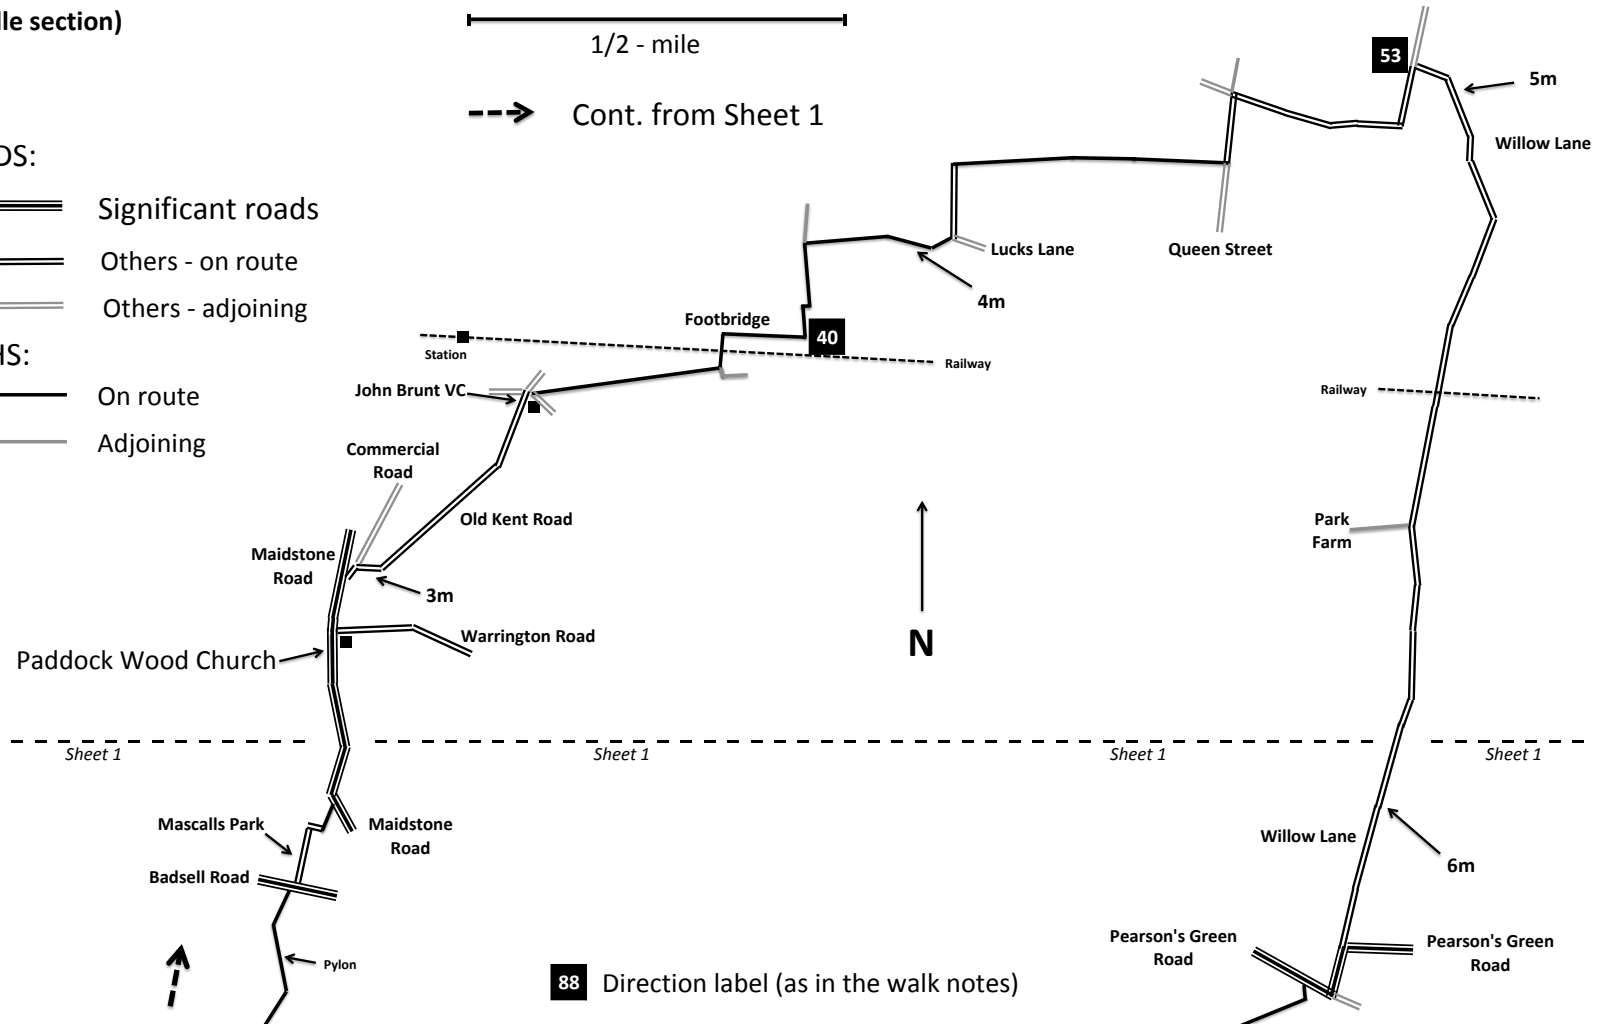 lle section)
1/2 - mile
53
5m
Cont. from Sheet 1
Willow Lane
DS:
Significant roads
Others - on route
Lucks Lane
Queen Street
Others - adjoining
4m
Footbridge
40
HS:
Station
Railway
John Brunt VC
Railway
On route
Adjoining
Commercial
Road
Old Kent Road
Park
Farm
Maidstone
Road
3m
Warrington Road
N
Paddock Wood Church
Sheet 1
Sheet 1
Sheet 1
Sheet 1
Mascalls Park
Maidstone
Road
Willow Lane
6m
Badsell Road
Pearson's Green
Road
Pearson's Green
Road
Pylon
88 Direction label (as in the walk notes)